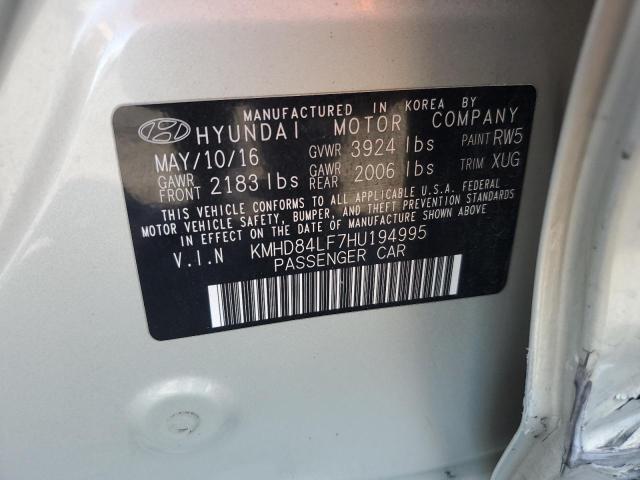 MANUFACTURED IN KOREA BY
HYUNDAI MOTOR COMPANY
MAY/10/16 GVWR 3924 lbs PAINT RW5
GAWR FRONT 2183 lbs GAWR REAR 2006 lbs TRIM XUG
THIS VEHICLE CONFORMS TO ALL APPLICABLE U.S.A. FEDERAL
MOTOR VEHICLE SAFETY, BUMPER, AND THEFT PREVENTION STANDARDS
IN EFFECT ON THE DATE OF MANUFACTURE SHOWN ABOVE.
V.I.N KMHD84LF7HU194995
PASSENGER CAR